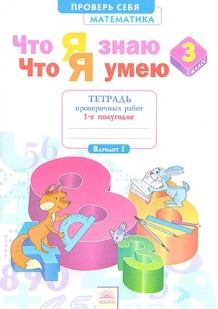 ПРОВЕРЬ СЕБЯ
МАТЕМАТИКА
Что Я знаю
Что Я умею
3
КЛАСС
ТЕТРАДЬ
проверочных работ
1-е полугодие
ВАРИАНТ 1